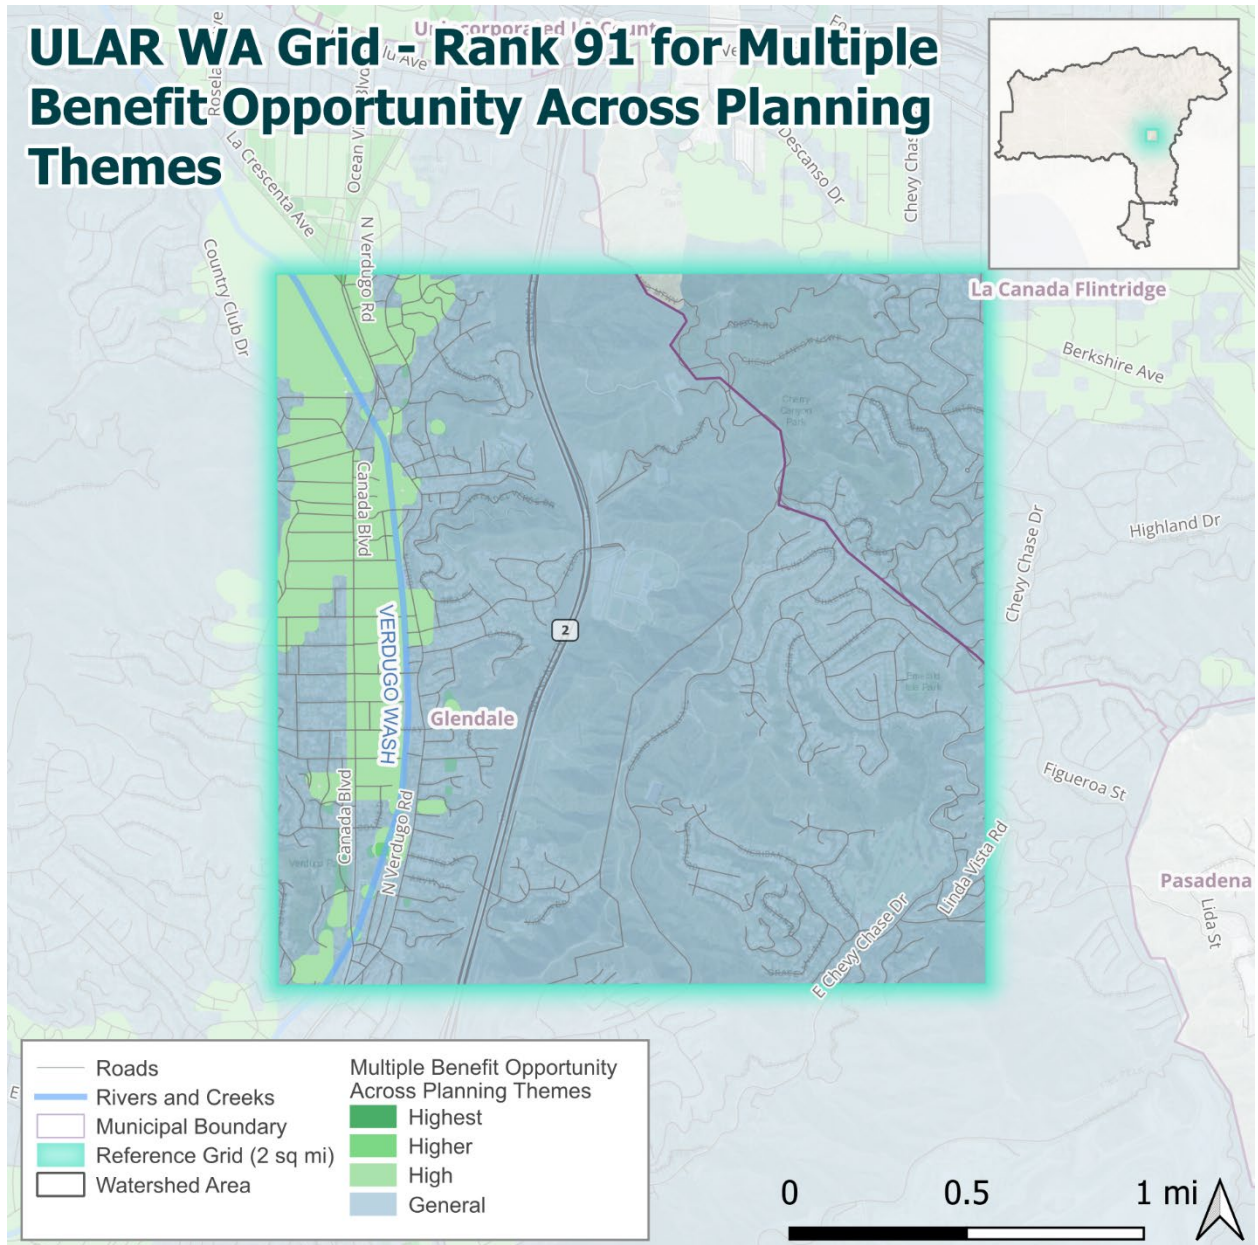 ULAR WA Grid - Rank 91 for Multiple
Benefit Opportunity Across Planning
Themes
La Crescenta Ave
N Verdugo Rd
Country Club Dr
Descanso Dr
La Canada Flintridge
Berkshire Ave
Cherry
Canyon
Park
Canada Blvd
Chevy Chase Dr
Highland Dr
VERDUGO WASH
2
Glendale
Figueroa St
Canada Blvd
N Verdugo Rd
Linda Vista Rd
E Chevy Chase Dr
Pasadena
Lida St
Roads
Rivers and Creeks
Municipal Boundary
Reference Grid (2 sq mi)
Watershed Area
Multiple Benefit Opportunity
Across Planning Themes
Highest
Higher
High
General
0 0.5 1 mi